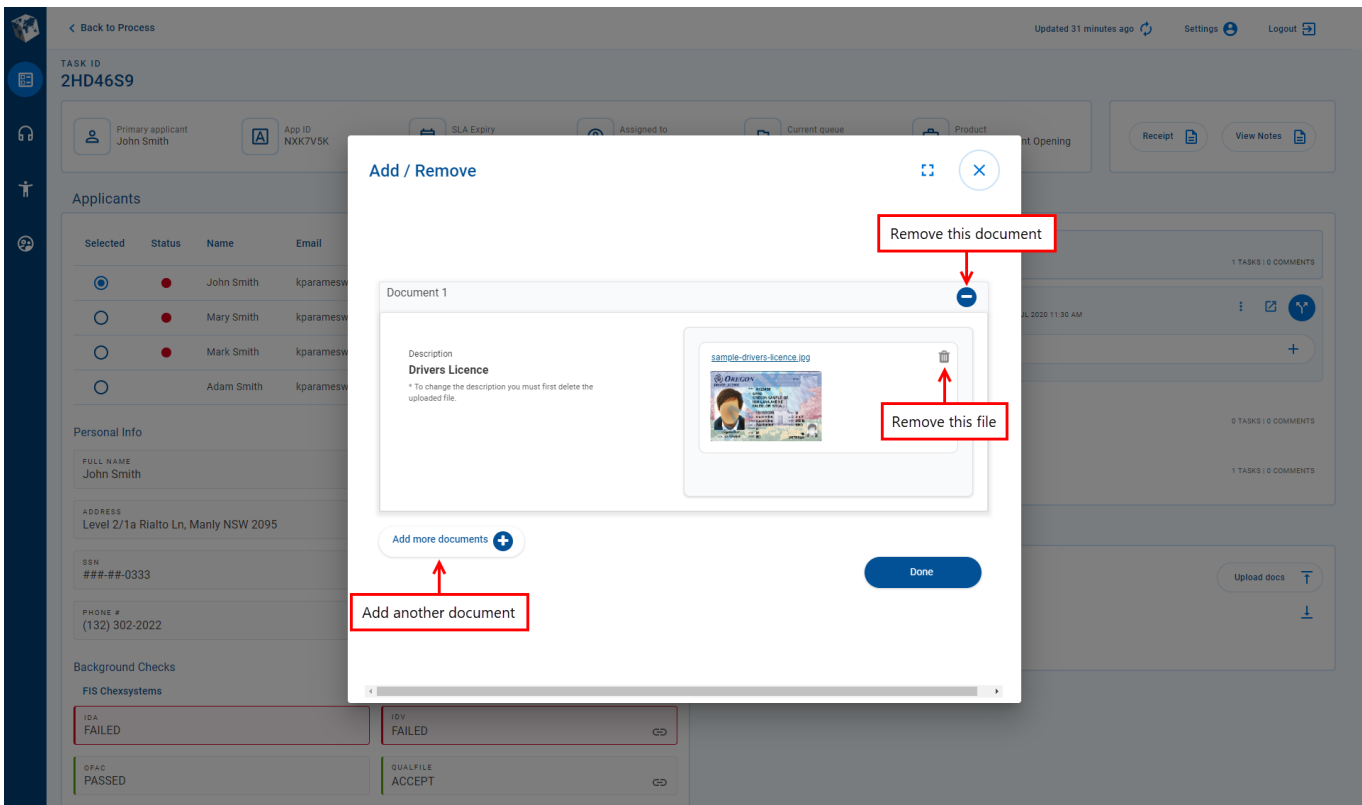 Back to Process
Updated 31 minutes ago
Settings
Logout
TASK ID
2HD46S9
Primary applicant
John Smith
App ID
NXK7V5K
SLA Expiry
Assigned to
Current queue
Product
nt Opening
Receipt
View Notes
Add / Remove
Applicants
Selected Status Name Email
John Smith kparamesw
Mary Smith kparamesw
Mark Smith kparamesw
Adam Smith kparamesw
1 TASKS | 0 COMMENTS
JL 2020 11:30 AM
0 TASKS | 0 COMMENTS
1 TASKS | 0 COMMENTS
Remove this document
Document 1
Description
Drivers Licence
* To change the description you must first delete the
uploaded file.
sample-drivers-licence.jpg
OREGON
Remove this file
Add more documents
Done
Add another document
Personal Info
FULL NAME
John Smith
ADDRESS
Level 2/1a Rialto Ln, Manly NSW 2095
SSN
###-##-0333
PHONE #
(132) 302-2022
Upload docs
Background Checks
FIS Chexsystems
IDA
FAILED
IDV
FAILED
OFAC
PASSED
QUALFILE
ACCEPT